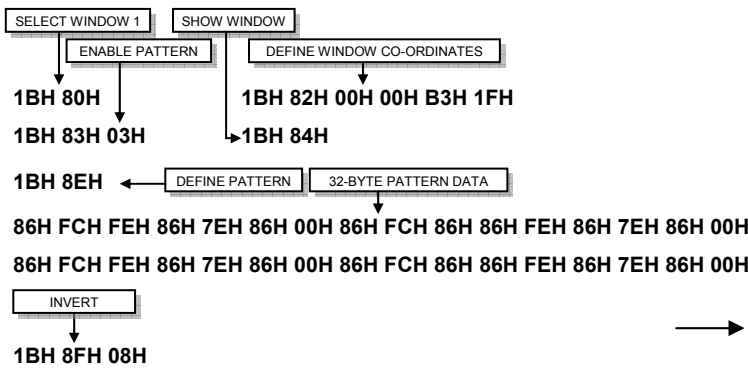 SELECT WINDOW 1 SHOW WINDOW
ENABLE PATTERN DEFINE WINDOW CO-ORDINATES
1BH 80H 1BH 82H 00H 00H B3H 1FH
1BH 83H 03H 1BH 84H
1BH 8EH DEFINE PATTERN 32-BYTE PATTERN DATA
86H FCH FEH 86H 7EH 86H 00H 86H FCH 86H 86H FEH 86H 7EH 86H 00H
86H FCH FEH 86H 7EH 86H 00H 86H FCH 86H 86H FEH 86H 7EH 86H 00H
INVERT
1BH 8FH 08H